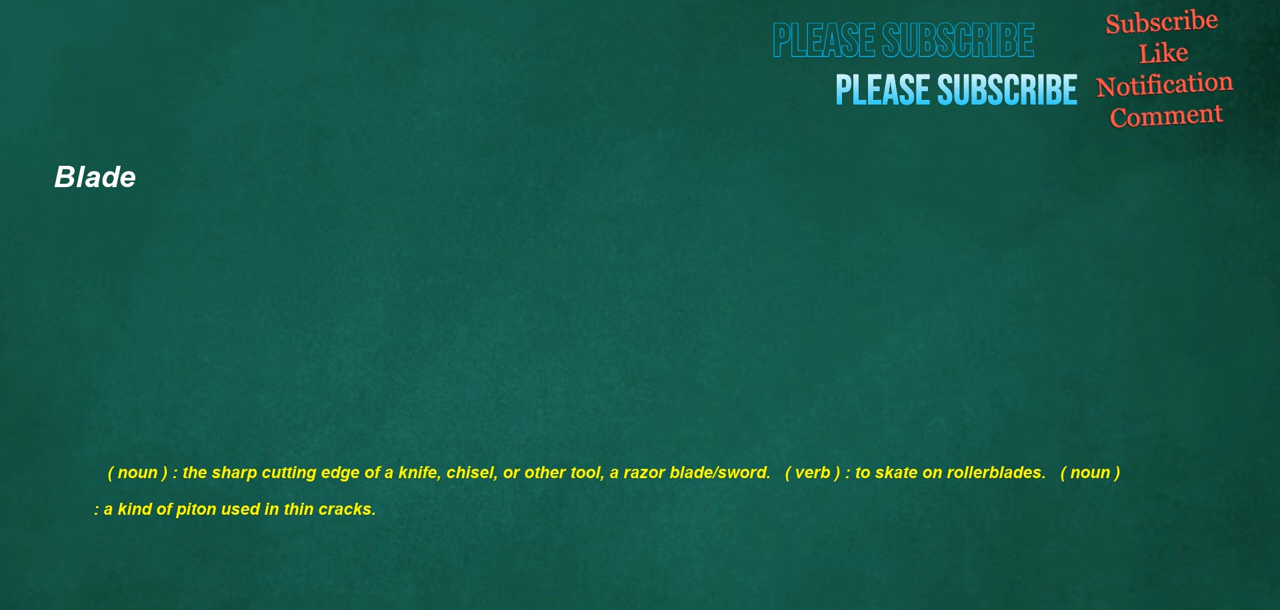 PLEASE SUBSCRIBE
PLEASE SUBSCRIBE
Subscribe
Like
Notification
Comment
Blade
( noun ) : the sharp cutting edge of a knife, chisel, or other tool, a razor blade/sword. ( verb ) : to skate on rollerblades. ( noun )
: a kind of piton used in thin cracks.